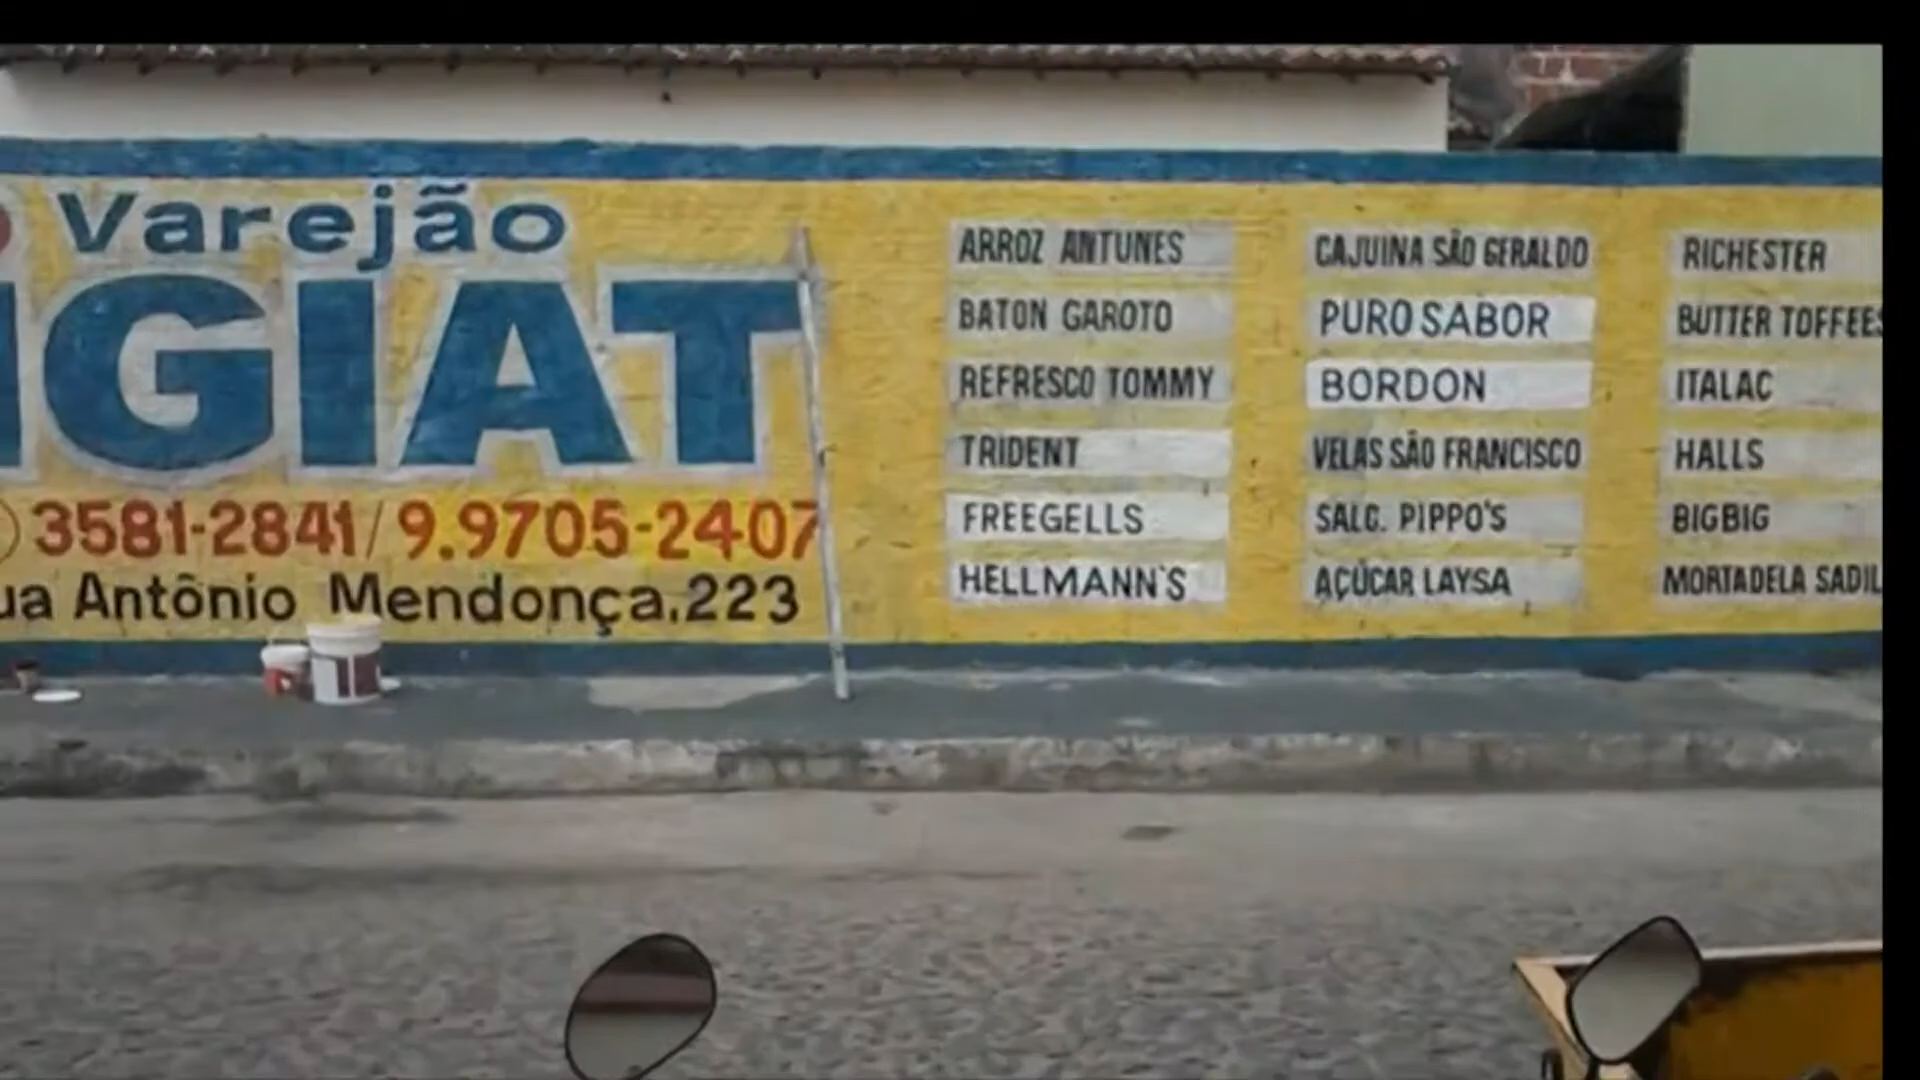 Varejão
GIAT
3581-2841/9.9705-2407
ua Antônio Mendonça,223
ARROZ ANTUNES
BATON GAROTO
REFRESCO TOMMY
TRIDENT
FREEGELLS
HELLMANN'S
CAJUINA SÃO GERALDO
PURO SABOR
BORDON
VELAS SÃO FRANCISCO
SALG. PIPPO'S
AÇÚCAR LAYSA
RICHESTER
BUTTER TOFFEES
ITALAC
HALLS
BIGBIG
MORTADELA SADIL